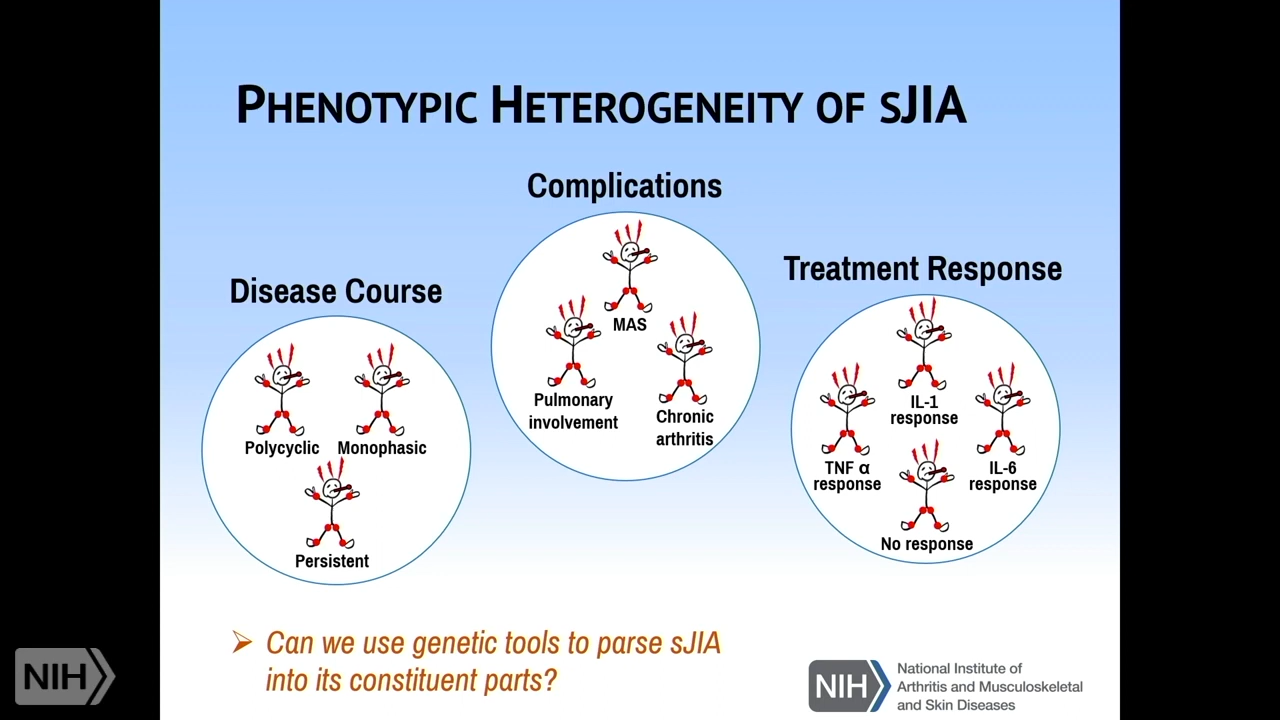 PHENOTYPIC HETEROGENEITY OF SJIA
Complications
Disease Course
Treatment Response
Polycyclic
Monophasic
Persistent
MAS
Pulmonary
involvement
Chronic
arthritis
IL-1
response
TNF α
response
IL-6
response
No response
➢ Can we use genetic tools to parse sJIA
into its constituent parts?
NIH
National Institute of
Arthritis and Musculoskeletal
and Skin Diseases
NIH